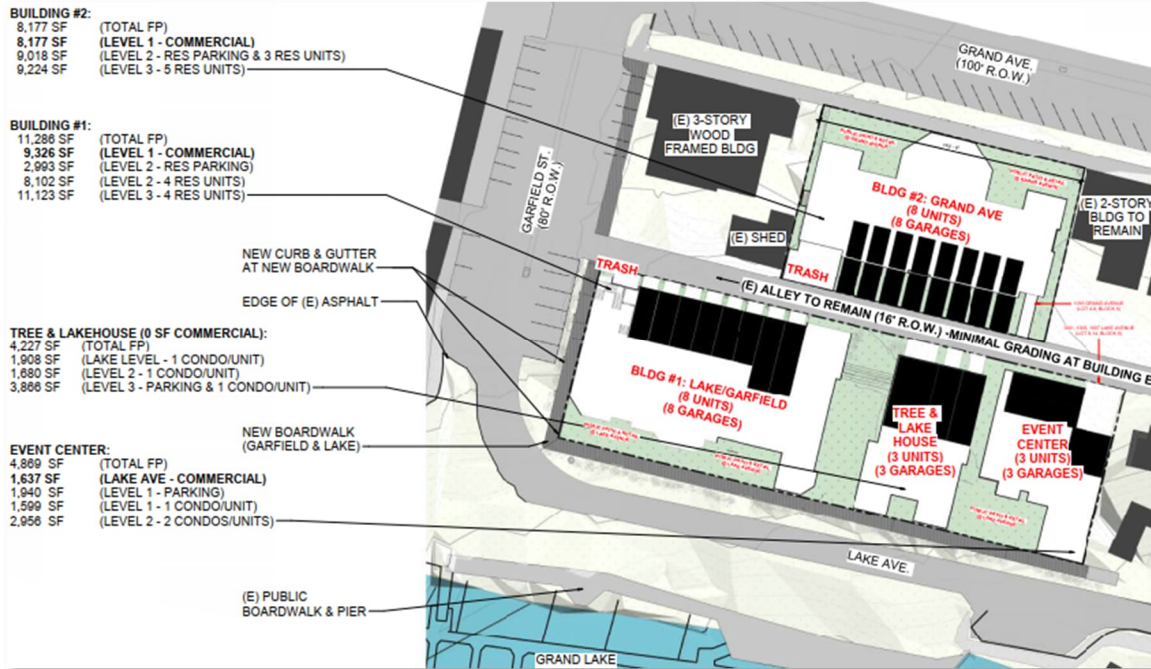 BUILDING #2:
8,177 SF (TOTAL FP)
8,177 SF (LEVEL 1 - COMMERCIAL)
9,018 SF (LEVEL 2 - RES PARKING & 3 RES UNITS)
9,224 SF (LEVEL 3 - 5 RES UNITS)
BUILDING #1:
11,286 SF (TOTAL FP)
9,326 SF (LEVEL 1 - COMMERCIAL)
2,993 SF (LEVEL 2 - RES PARKING)
8,102 SF (LEVEL 2 - 4 RES UNITS)
11,123 SF (LEVEL 3 - 4 RES UNITS)
NEW CURB & GUTTER
AT NEW BOARDWALK
EDGE OF (E) ASPHALT
TREE & LAKEHOUSE (0 SF COMMERCIAL):
4,227 SF (TOTAL FP)
1,908 SF (LAKE LEVEL - 1 CONDO/UNIT)
1,680 SF (LEVEL 2 - 1 CONDO/UNIT)
3,866 SF (LEVEL 3 - PARKING & 1 CONDO/UNIT)
NEW BOARDWALK
(GARFIELD & LAKE)
EVENT CENTER:
4,869 SF (TOTAL FP)
1,637 SF (LAKE AVE - COMMERCIAL)
1,940 SF (LEVEL 1 - PARKING)
1,599 SF (LEVEL 1 - 1 CONDO/UNIT)
2,956 SF (LEVEL 2 - 2 CONDOS/UNITS)
(E) PUBLIC
BOARDWALK & PIER
GRAND AVE.
(100' R.O.W.)
GARFIELD ST.
(80' R.O.W.)
(E) 3-STORY
WOOD
FRAMED BLDG
(E) SHED
BLDG #2: GRAND AVE
(8 UNITS)
(8 GARAGES)
(E) 2-STORY
BLDG TO
REMAIN
TRASH
TRASH
(E) ALLEY TO REMAIN (16' R.O.W.) -MINIMAL GRADING AT BUILDING E
BLDG #1: LAKE/GARFIELD
(8 UNITS)
(8 GARAGES)
TREE &
LAKE
HOUSE
(3 UNITS)
(3 GARAGES)
EVENT
CENTER
(3 UNITS)
(3 GARAGES)
LAKE AVE.
GRAND LAKE